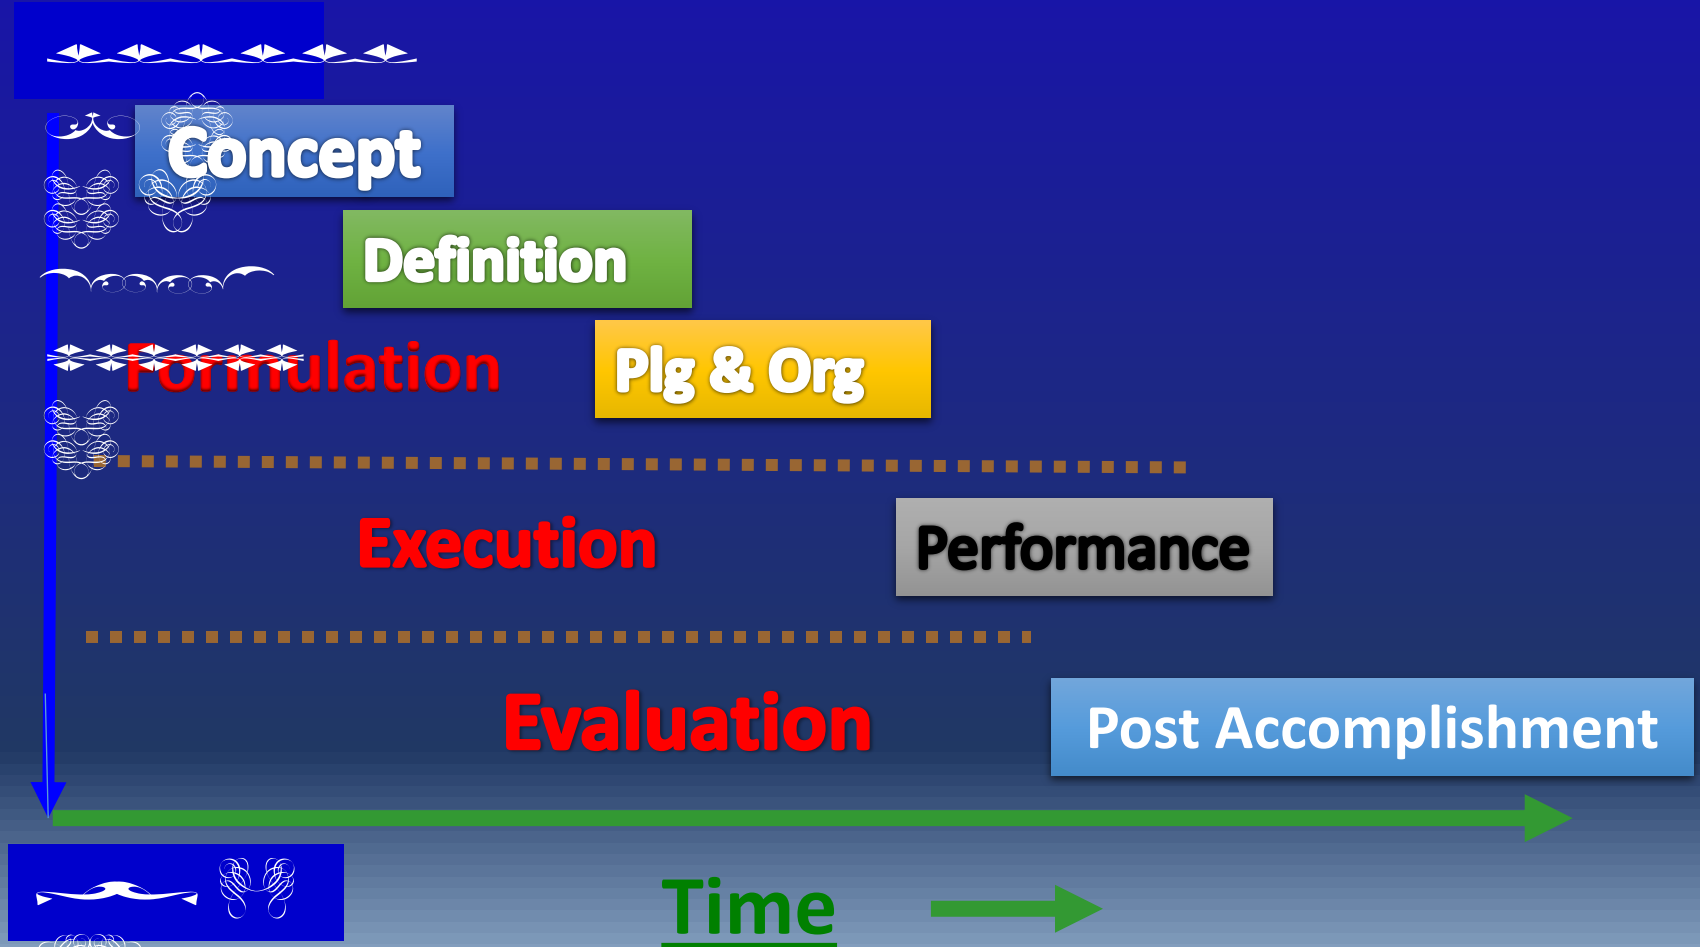 Concept
Definition
Formulation
Plg & Org
Execution
Performance
Evaluation
Post Accomplishment
Time